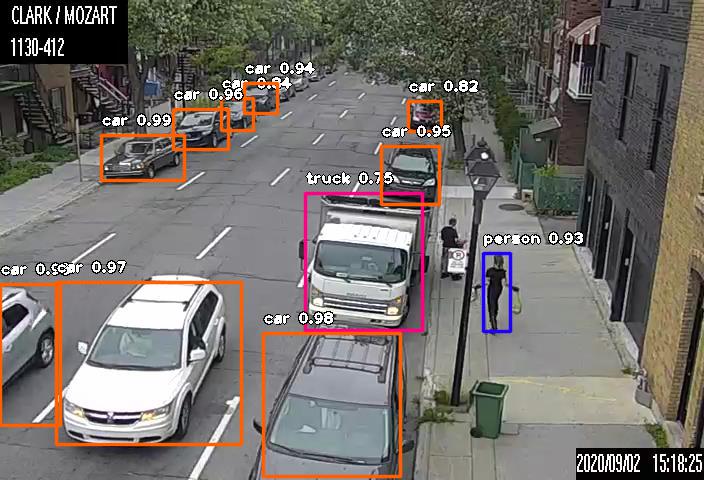 CLARK / MOZART
1130-412
car 0.94
car 0.84
car 0.96
car 0.82
car 0.99
car 0.95
truck 0.75
person 0.93
car 0.97
car 0.98
P
2020/09/02 15:18:25